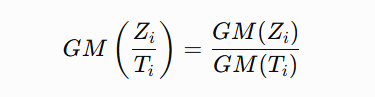 GM(Z_i/T_i) = GM(Z_i)/GM(T_i)